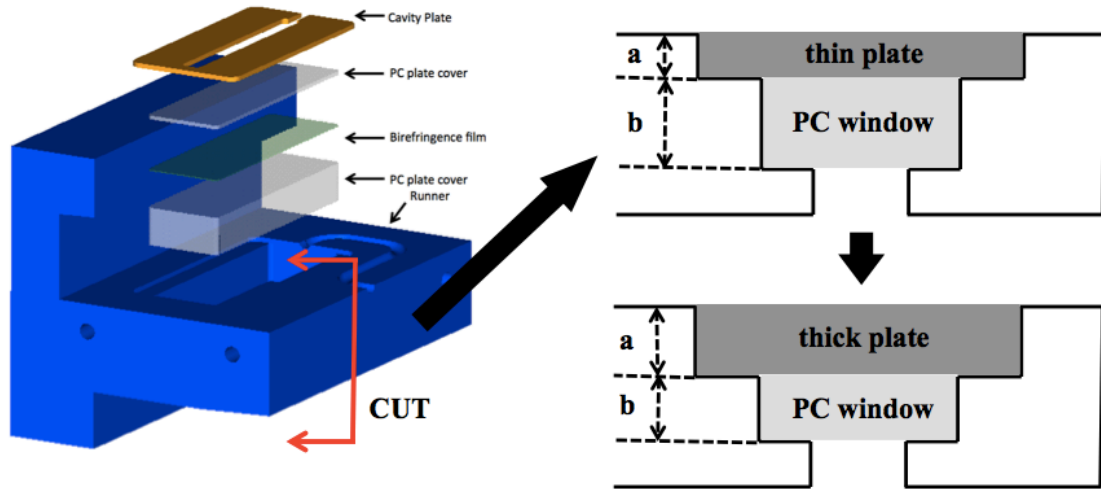 Cavity Plate
PC plate cover
Birefringence film
PC plate cover
Runner
CUT
a
thin plate
b
PC window
a
thick plate
b
PC window